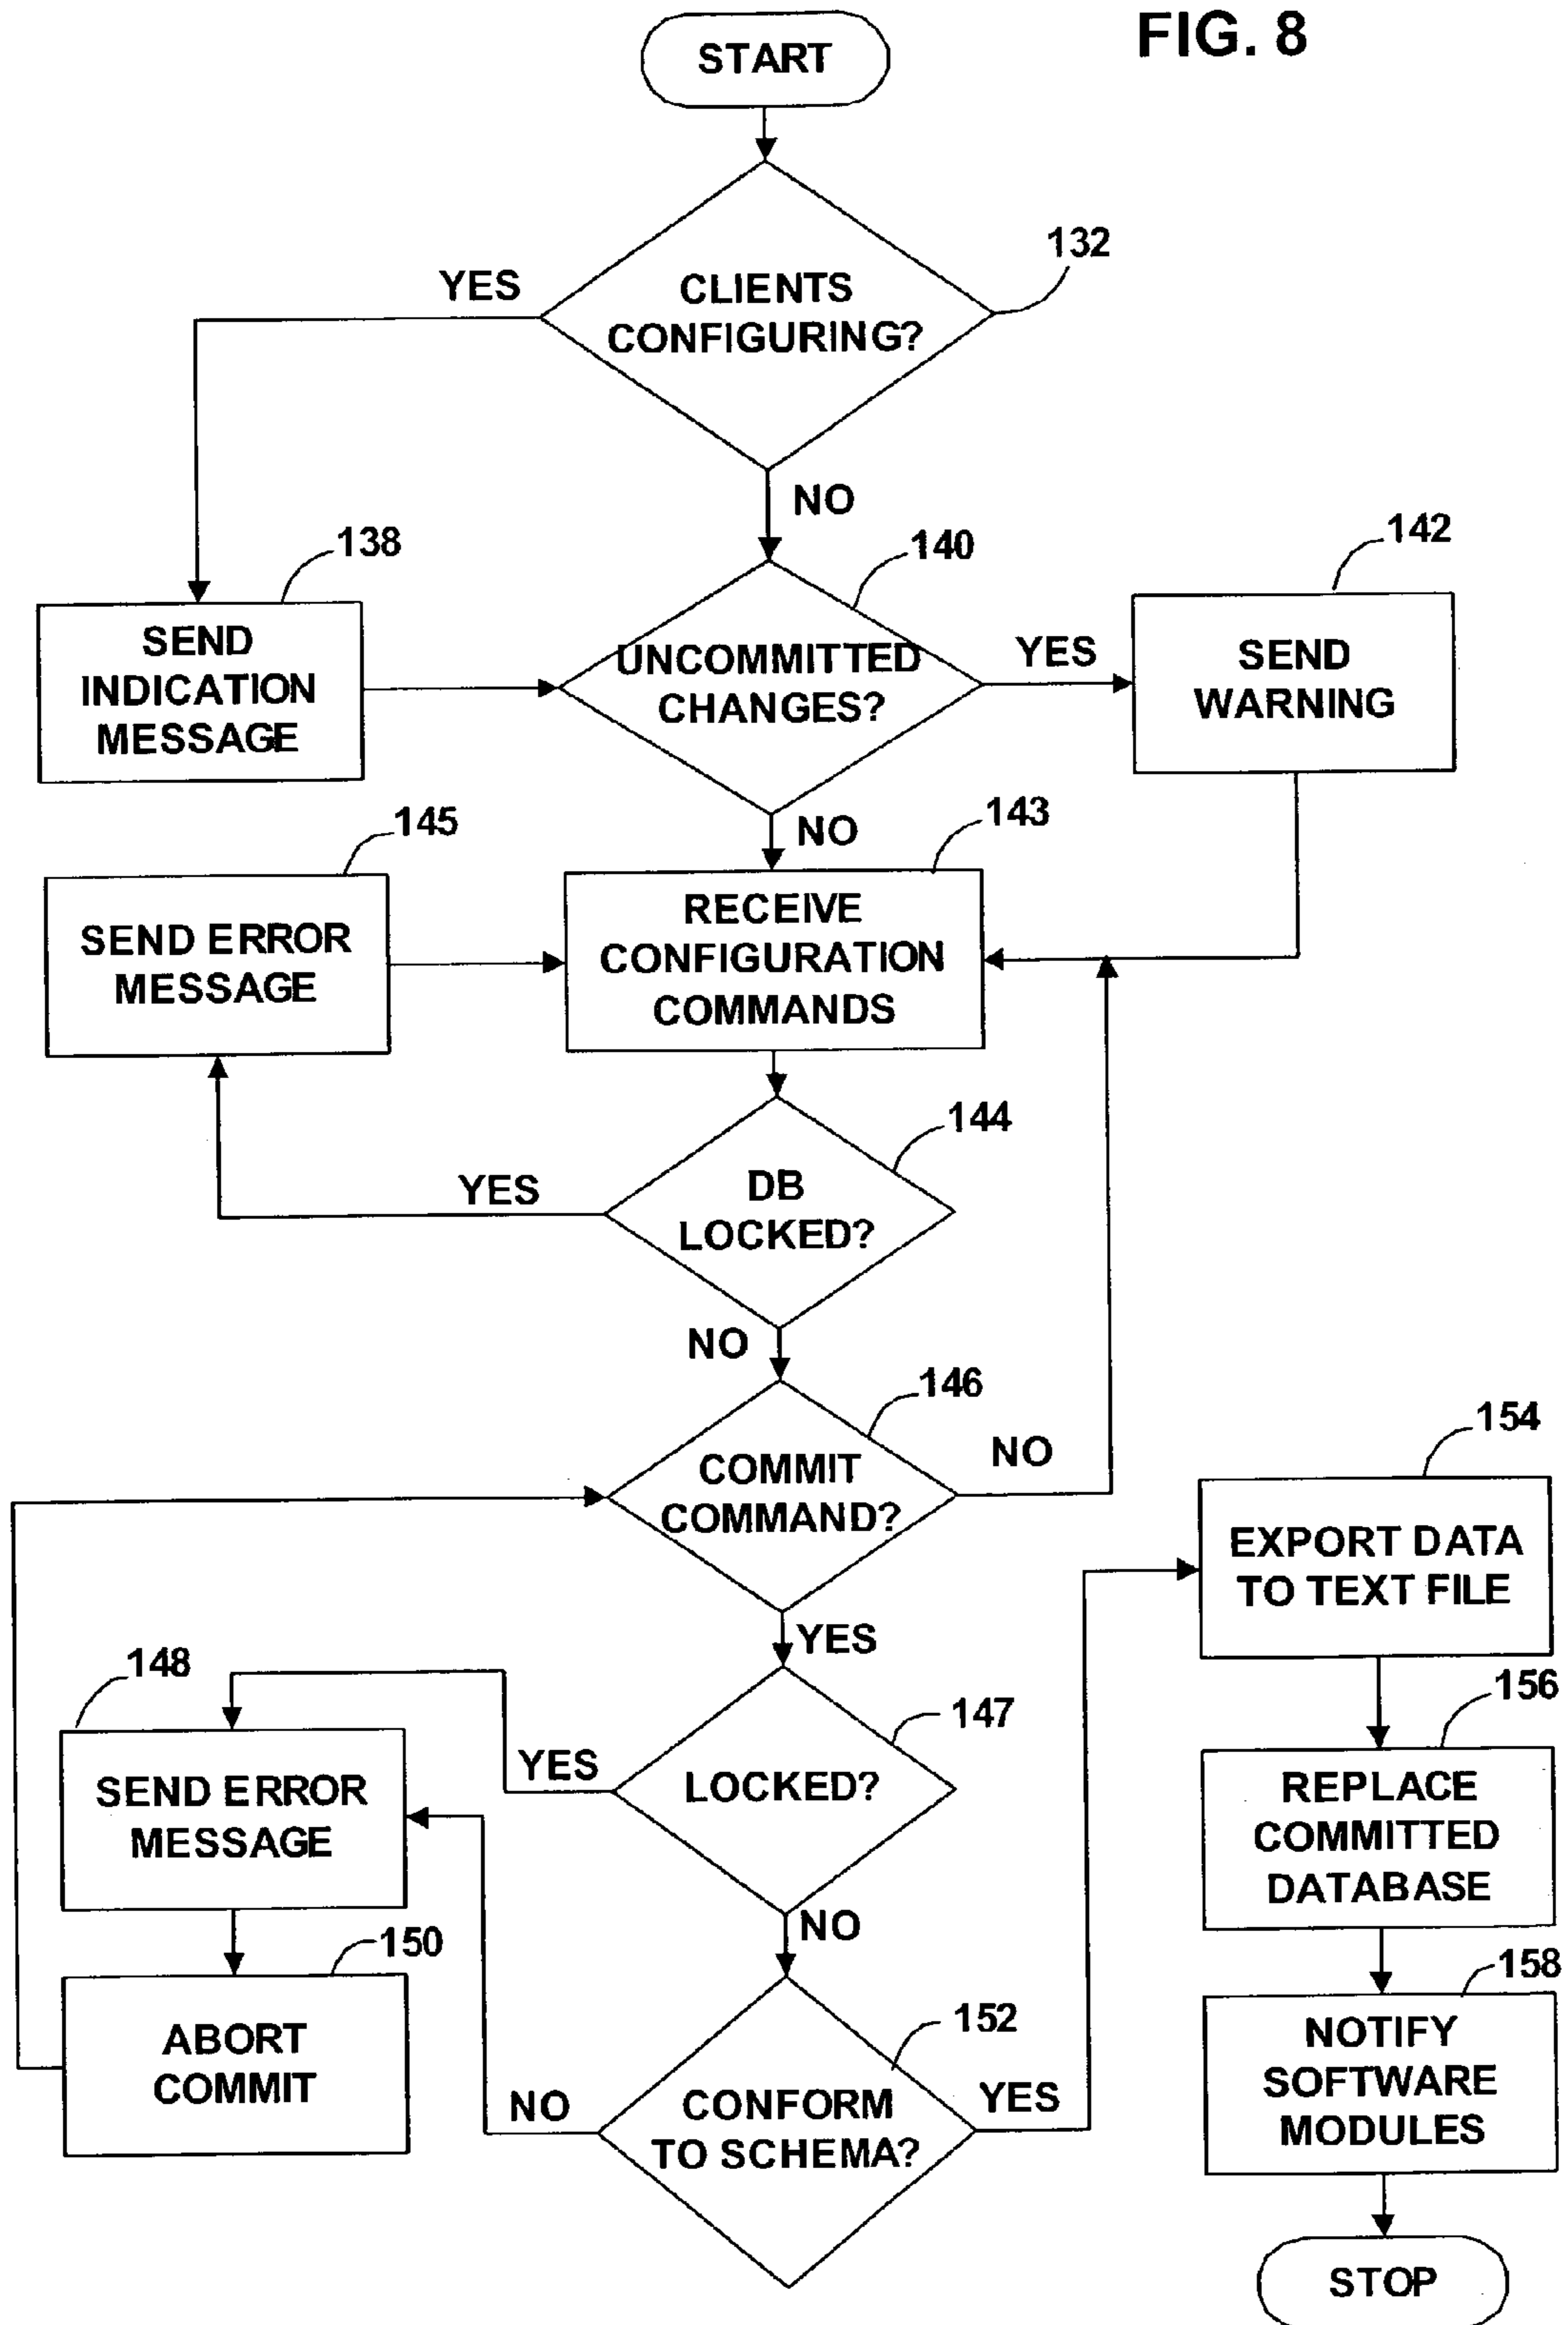 FIG. 8
START
132
YES
CLIENTS
CONFIGURING?
NO
138
140
142
SEND
INDICATION
MESSAGE
UNCOMMITTED
CHANGES?
YES
SEND
WARNING
145
NO
143
SEND ERROR
MESSAGE
RECEIVE
CONFIGURATION
COMMANDS
144
YES
DB
LOCKED?
NO
146
COMMIT
COMMAND?
NO
154
EXPORT DATA
TO TEXT FILE
YES
148
147
156
SEND ERROR
MESSAGE
YES
LOCKED?
REPLACE
COMMITTED
DATABASE
NO
150
158
ABORT
COMMIT
152
NOTIFY
SOFTWARE
MODULES
NO
CONFORM
TO SCHEMA?
YES
STOP